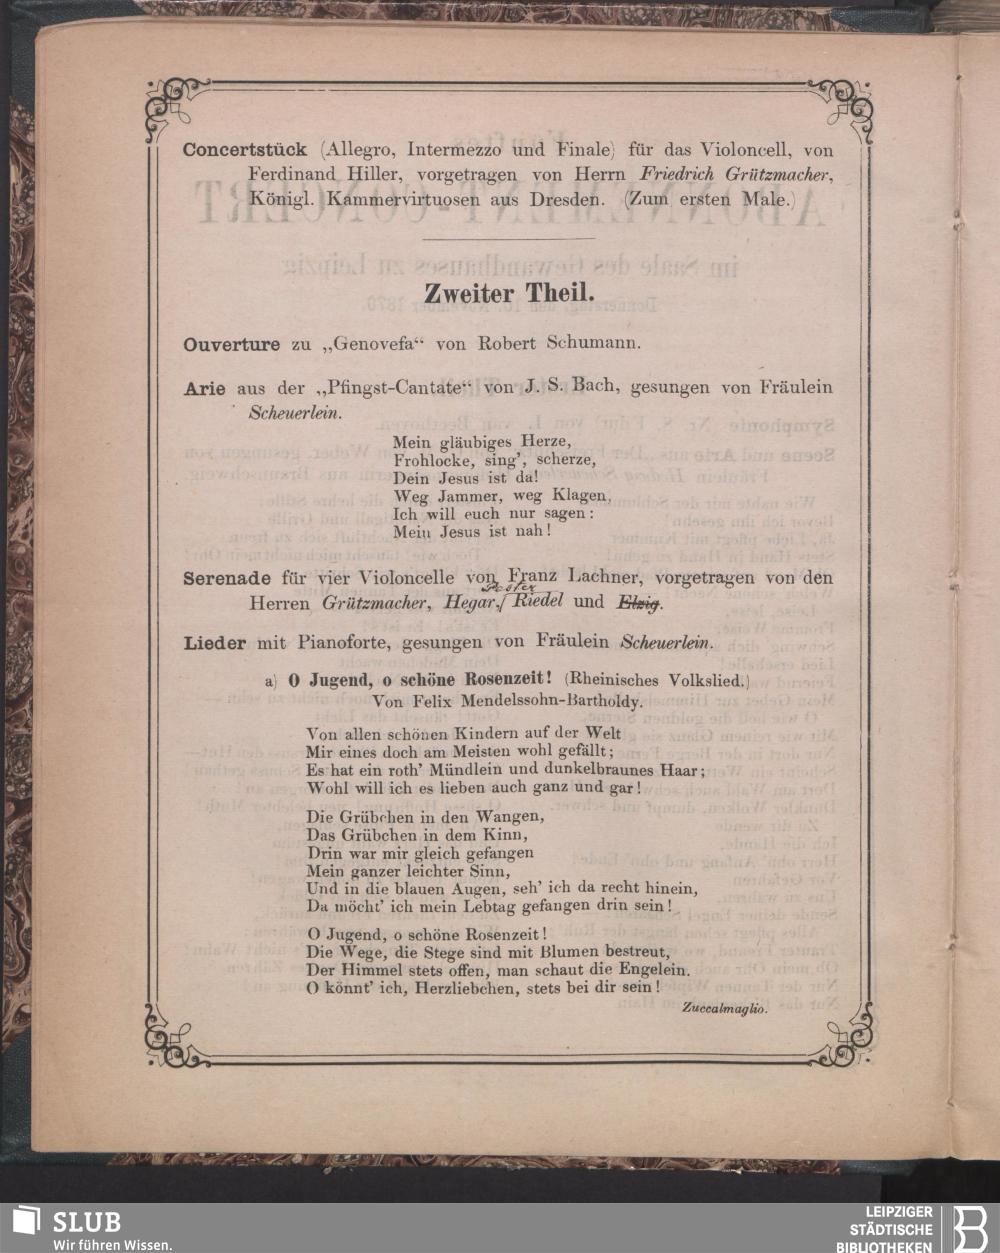 Concertstück (Allegro, Intermezzo und Finale) für das Violoncell, von
Ferdinand Hiller, vorgetragen von Herrn Friedrich Grützmacher,
Königl. Kammervirtuosen aus Dresden. (Zum ersten Male.)
Zweiter Theil.
Ouverture zu „Genovefa“ von Robert Schumann.
Arie aus der „Pfingst-Cantate“ von J. S. Bach, gesungen von Fräulein
Scheuerlein.
Mein gläubiges Herze,
Frohlocke, sing', scherze,
Dein Jesus ist da!
Weg Jammer, weg Klagen,
Ich will euch nur sagen:
Mein Jesus ist nah!
Serenade für vier Violoncelle von Franz Lachner, vorgetragen von den
Pester
Herren Grützmacher, Hegar, Riedel und Elzig.
Lieder mit Pianoforte, gesungen von Fräulein Scheuerlein.
a) O Jugend, o schöne Rosenzeit! (Rheinisches Volkslied.)
Von Felix Mendelssohn-Bartholdy.
Von allen schönen Kindern auf der Welt
Mir eines doch am Meisten wohl gefällt;
Es hat ein roth' Mündlein und dunkelbraunes Haar;
Wohl will ich es lieben auch ganz und gar!
Die Grübchen in den Wangen,
Das Grübchen in dem Kinn,
Drin war mir gleich gefangen
Mein ganzer leichter Sinn,
Und in die blauen Augen, seh' ich da recht hinein,
Da möcht' ich mein Lebtag gefangen drin sein!
O Jugend, o schöne Rosenzeit!
Die Wege, die Stege sind mit Blumen bestreut,
Der Himmel stets offen, man schaut die Engelein.
O könnt' ich, Herzliebchen, stets bei dir sein!
Zuccalmaglio.
SLUB
Wir führen Wissen.
LEIPZIGER
STÄDTISCHE
BIBLIOTHEKEN